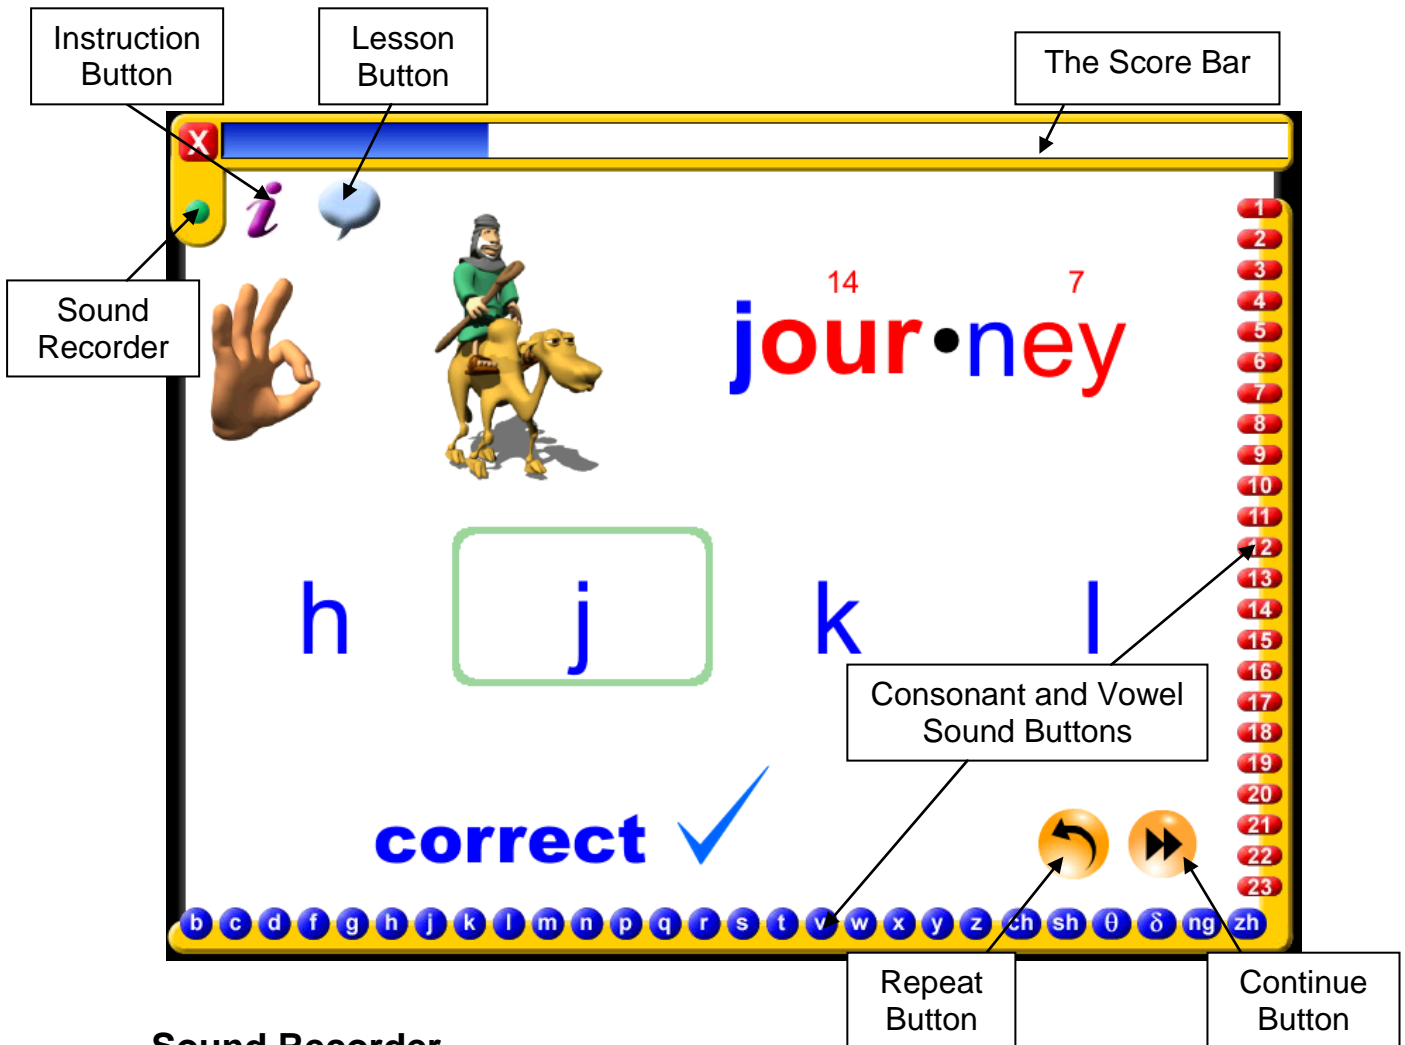 Instruction
Button
Lesson
Button
The Score Bar
X
i
Sound
Recorder
14 7
jour•ney
h j k l
Consonant and Vowel
Sound Buttons
correct
1
2
3
4
5
6
7
8
9
10
11
12
13
14
15
16
17
18
19
20
21
22
23
b c d f g h j k l m n p q r s t v w x y z ch sh θ δ ng zh
Repeat
Button
Continue
Button
Sound Recorder